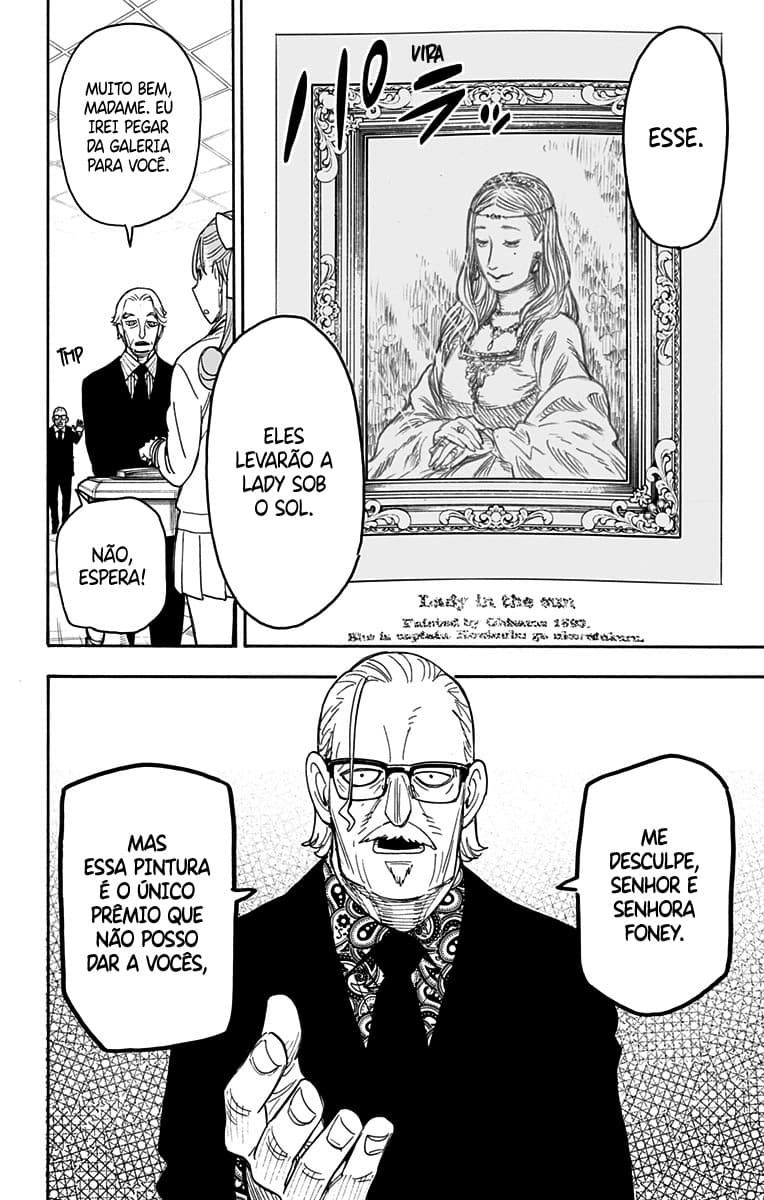 VIRA
ESSE.
ELES
LEVARÃO A
LADY SOB
O SOL.
Lady in the sun
Painted by
MUITO BEM,
MADAME. EU
IREI PEGAR
DA GALERIA
PARA VOCÊ.
TMP
NÃO,
ESPERA!
ME
DESCULPE,
SENHOR E
SENHORA
FONEY.
MAS
ESSA PINTURA
É O ÚNICO
PRÊMIO QUE
NÃO POSSO
DAR A VOCÊS,